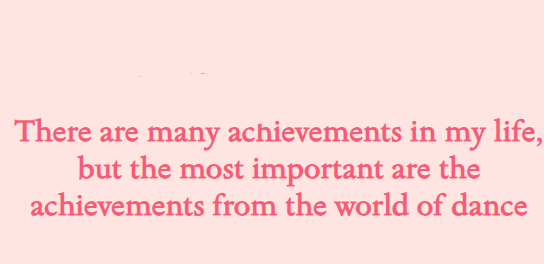 There are many achievements in my life,
but the most important are the
achievements from the world of dance